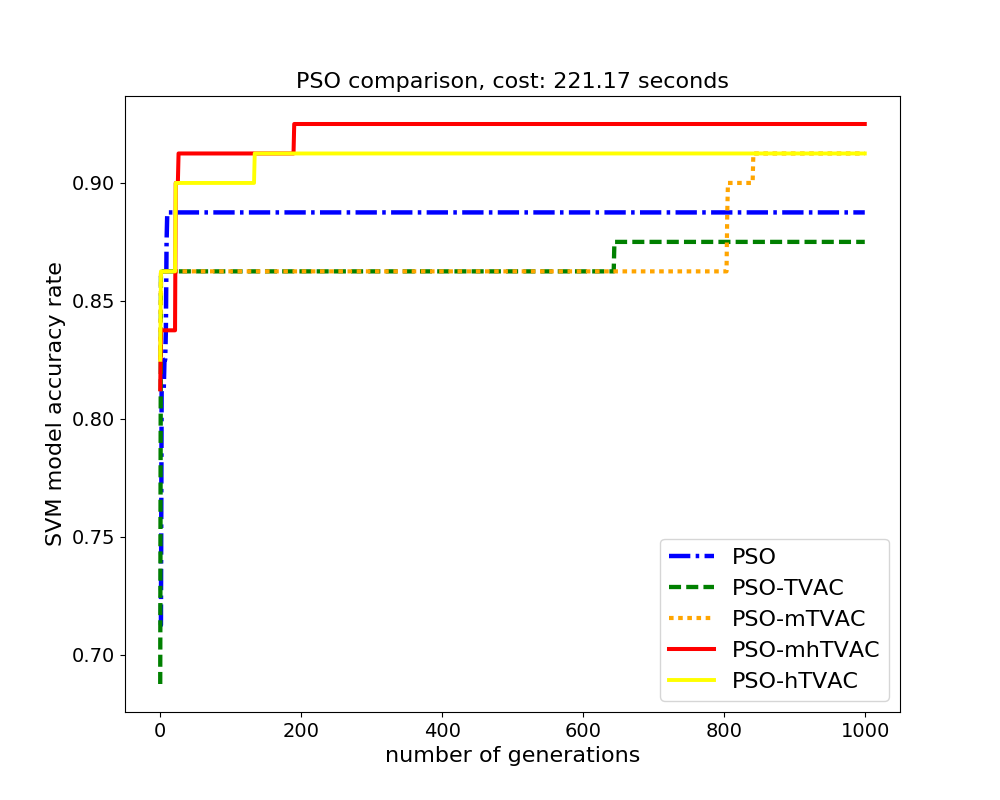 PSO comparison, cost: 221.17 seconds
SVM model accuracy rate
0.90
0.85
0.80
0.75
0.70
0 200 400 600 800 1000
number of generations
PSO
PSO-TVAC
PSO-mTVAC
PSO-mhTVAC
PSO-hTVAC